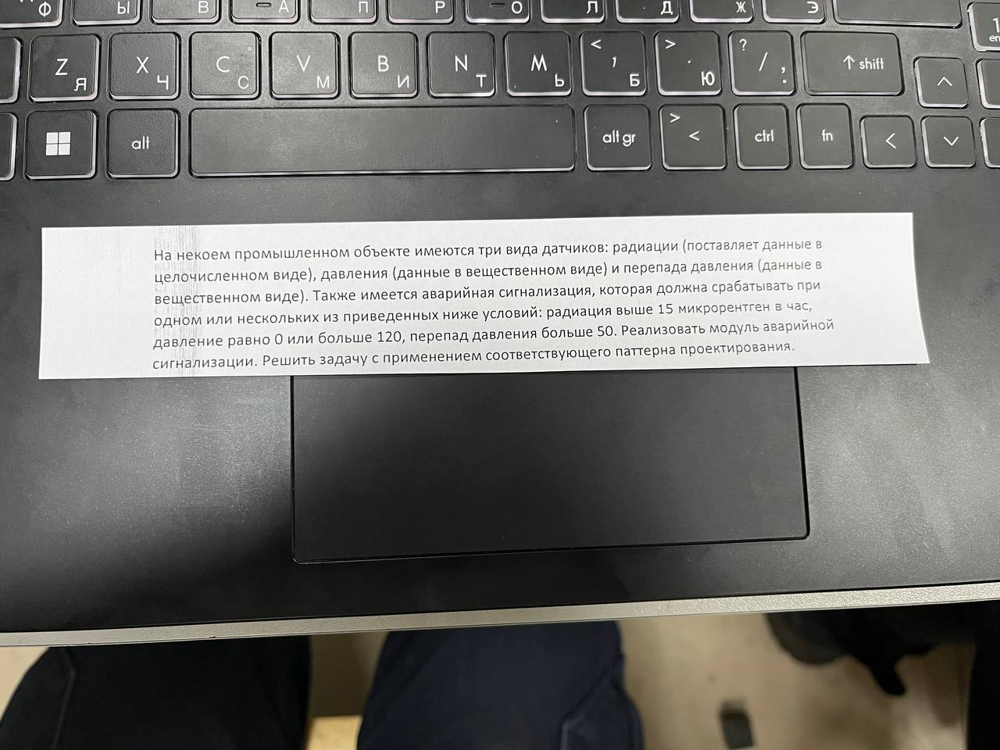 Ф Ы В А П Р О Л Д Ж Э
Z Я X Ч C С V М B И N Т M Ь < , Б > . Ю ? / , . ↑ shift
alt alt gr > < ctrl fn
На некоем промышленном объекте имеются три вида датчиков: радиации (поставляет данные в
целочисленном виде), давления (данные в вещественном виде) и перепада давления (данные в
вещественном виде). Также имеется аварийная сигнализация, которая должна срабатывать при
одном или нескольких из приведенных ниже условий: радиация выше 15 микрорентген в час,
давление равно 0 или больше 120, перепад давления больше 50. Реализовать модуль аварийной
сигнализации. Решить задачу с применением соответствующего паттерна проектирования.